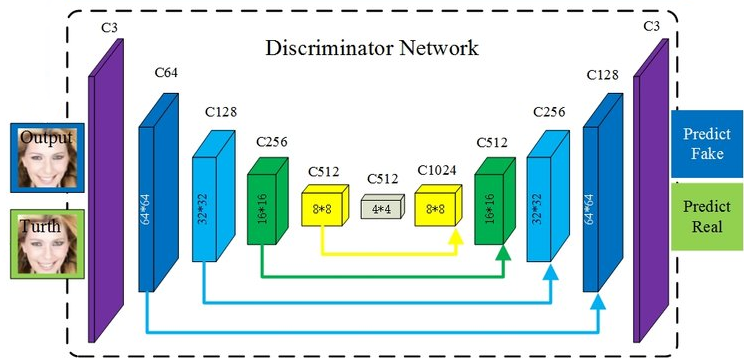 Discriminator Network
C3
C64
C128
C256
C512
C512
C1024
C512
C256
C128
C3
Output
Turth
64*64
32*32
16*16
8*8
4*4
8*8
16*16
32*32
64*64
Predict
Fake
Predict
Real